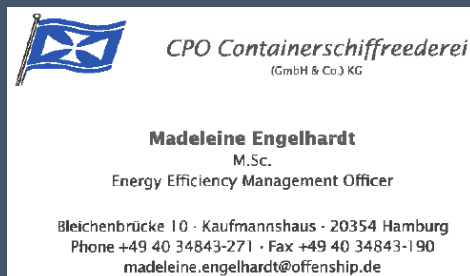 CPO Containerschiffreederei
(GmbH & Co.) KG
Madeleine Engelhardt
M.Sc.
Energy Efficiency Management Officer
Bleichenbrücke 10 · Kaufmannshaus · 20354 Hamburg
Phone +49 40 34843-271 · Fax +49 40 34843-190
madeleine.engelhardt@offenship.de